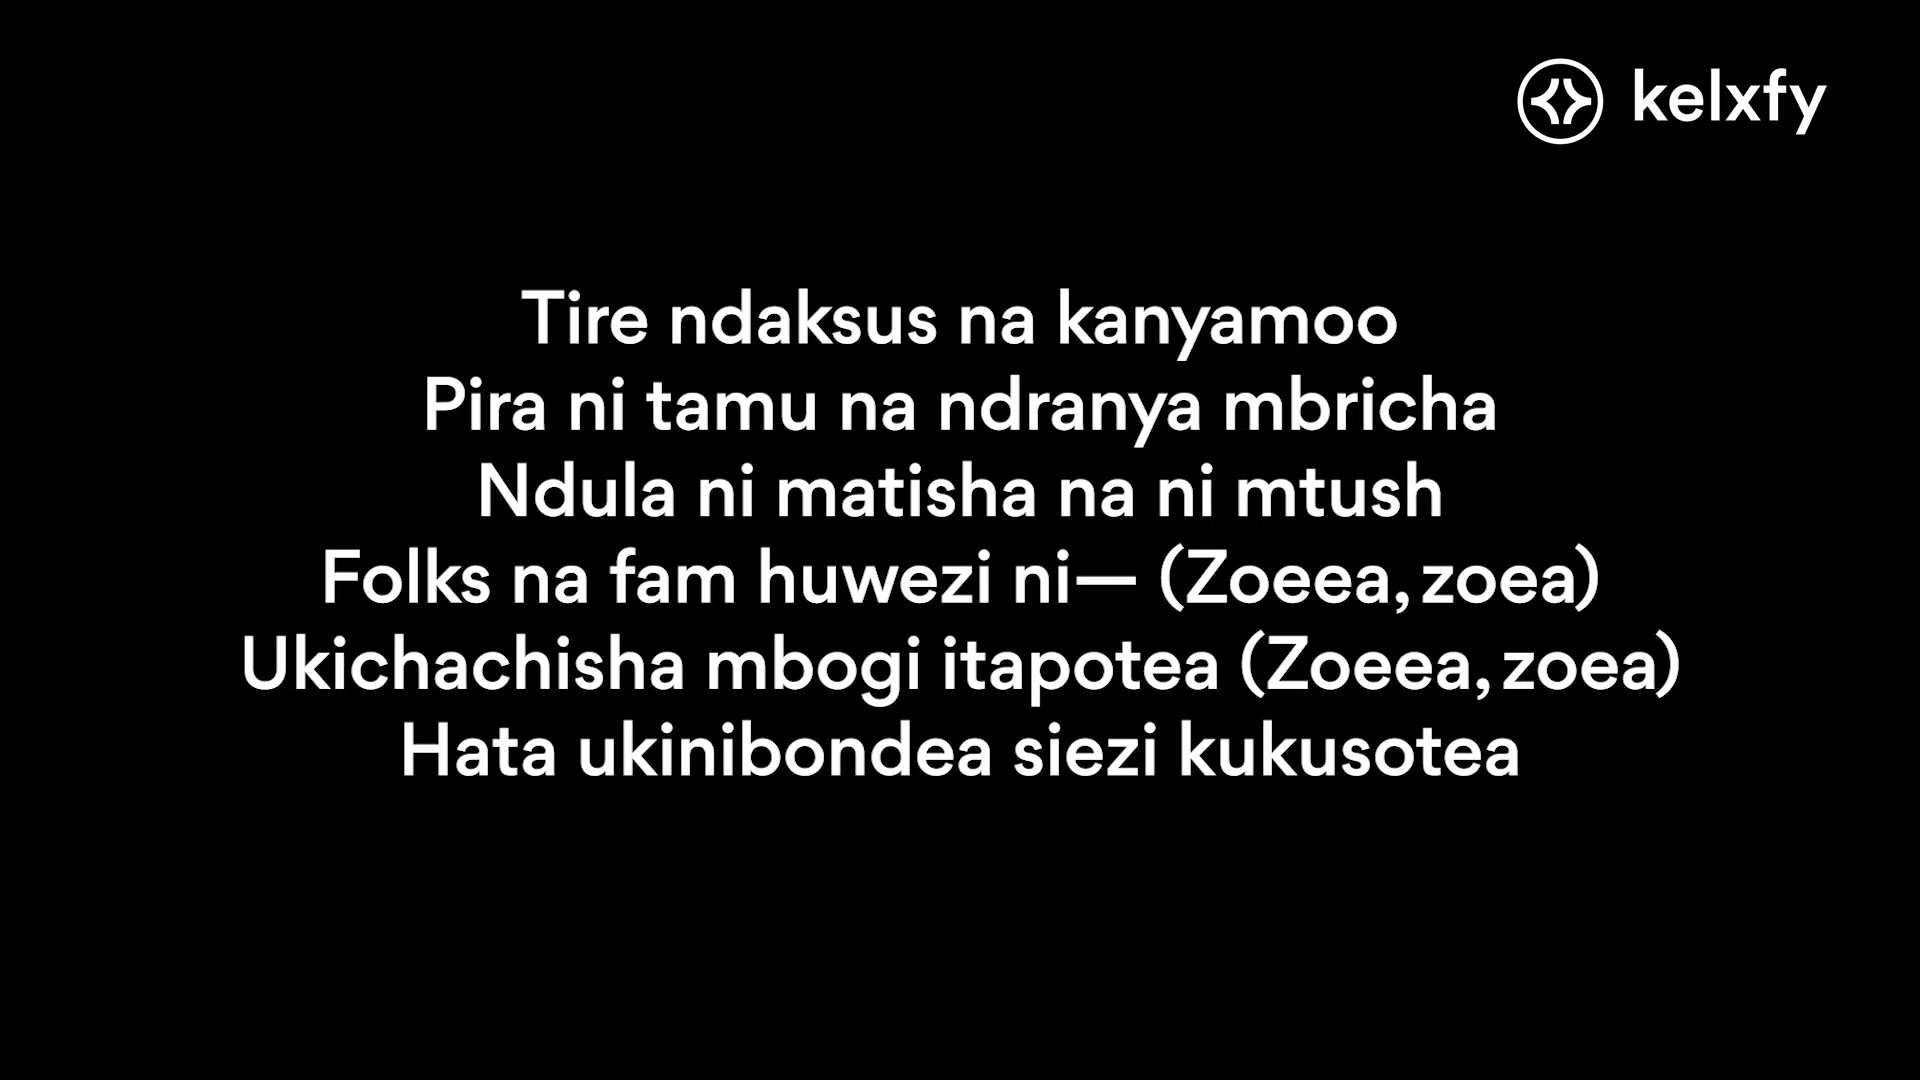 kelxfy
Tire ndaksus na kanyamoo
Pira ni tamu na ndranya mbricha
Ndula ni matisha na ni mtush
Folks na fam huwezi ni— (Zoeea, zoea)
Ukichachisha mbogi itapotea (Zoeea, zoea)
Hata ukinibondea siezi kukusotea